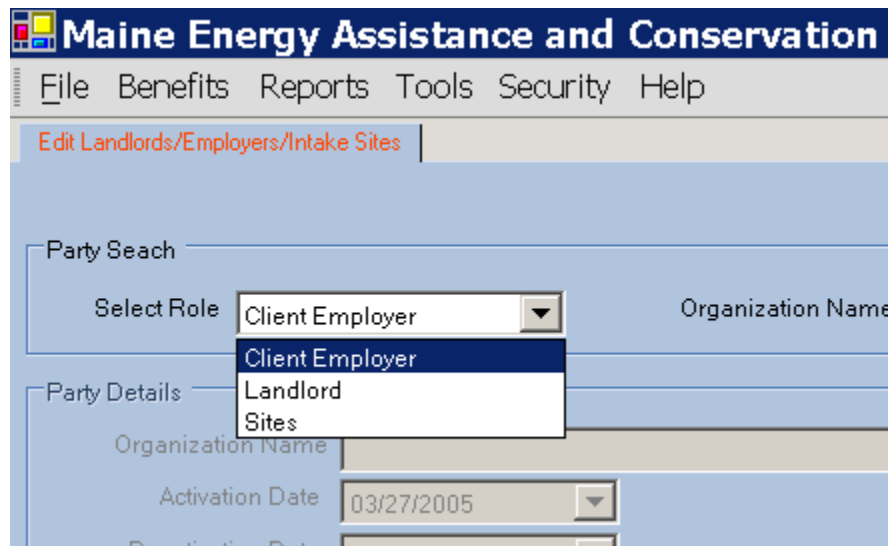 Maine Energy Assistance and Conservation
File Benefits Reports Tools Security Help
Edit Landlords/Employers/Intake Sites
Party Seach
Select Role Client Employer Organization Name
Client Employer
Landlord
Sites
Party Details
Organization Name
Activation Date 03/27/2005